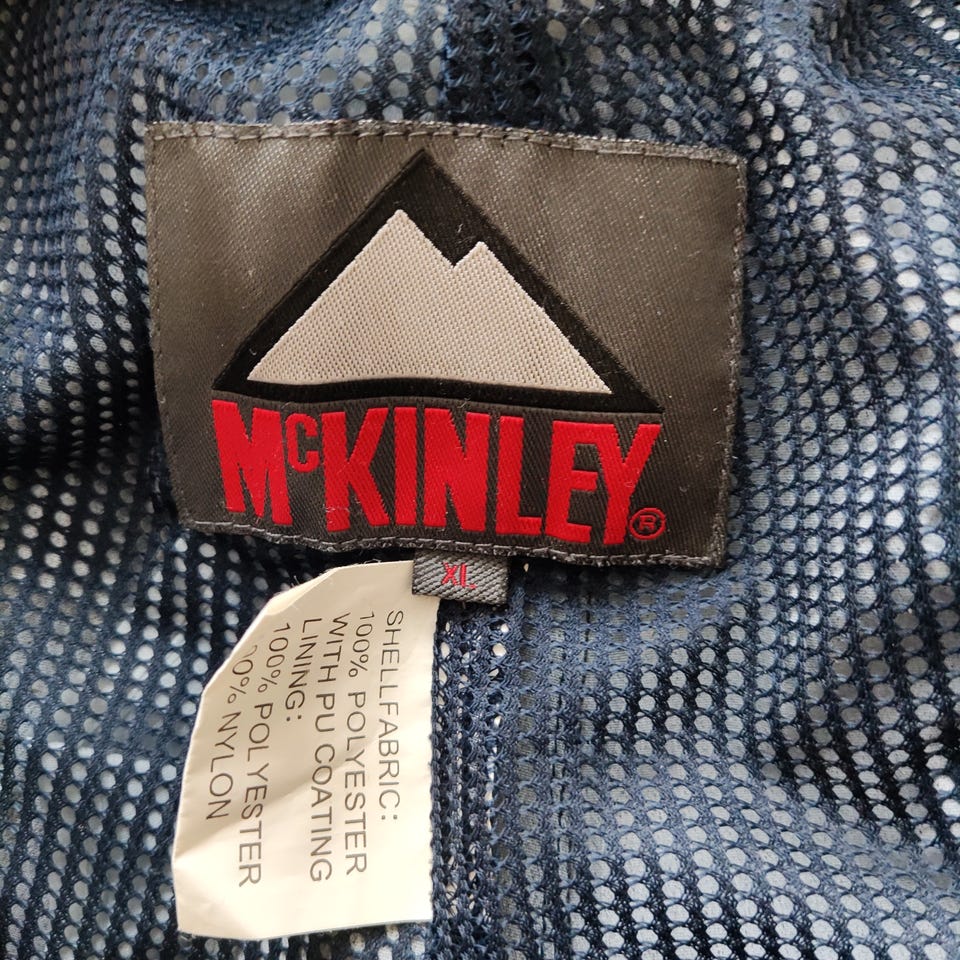 McKINLEY®
XL
SHELLFABRIC:
100% POLYESTER
WITH PU COATING
LINING:
100% POLYESTER
NYLON